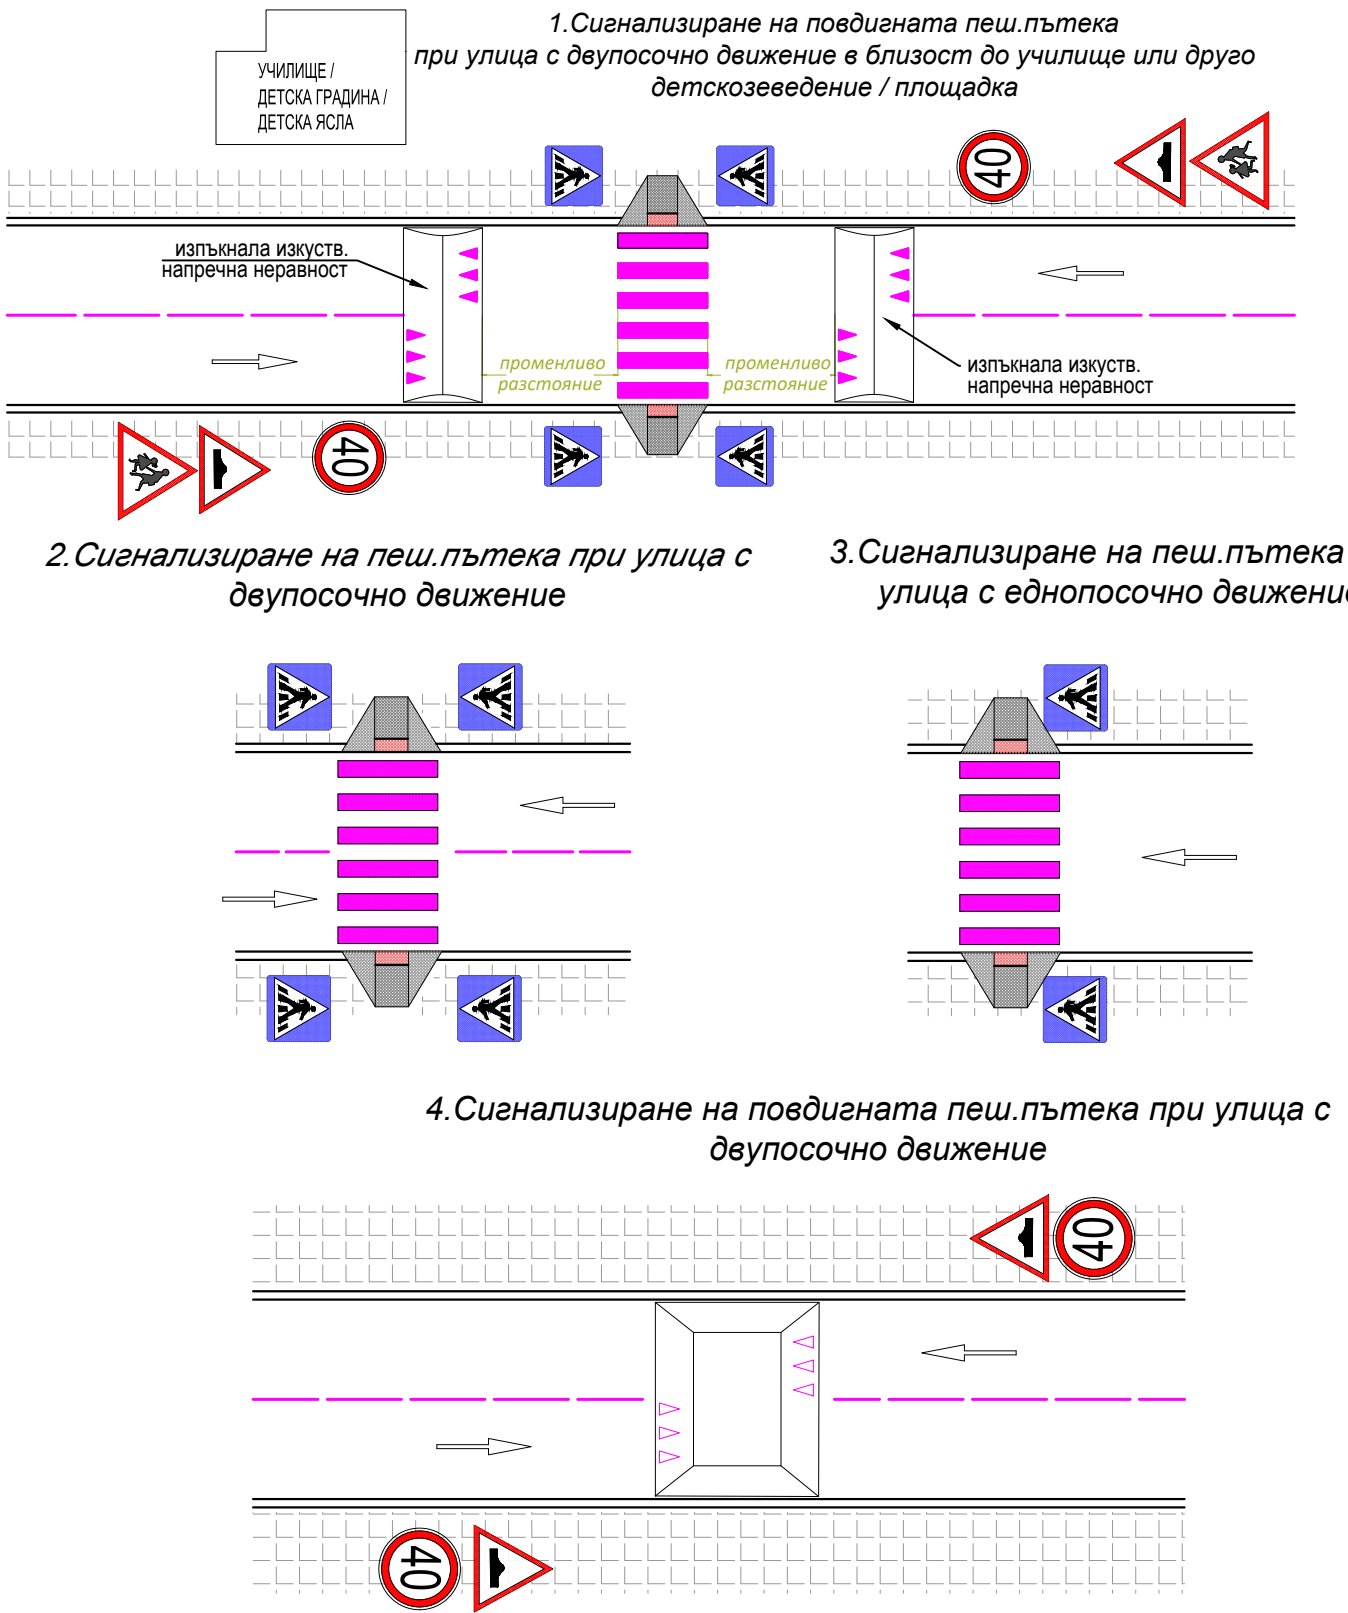 1.Сигнализиране на повдигната пеш.пътека
при улица с двупосочно движение в близост до училище или друго
детскозеведение / площадка
УЧИЛИЩЕ /
ДЕТСКА ГРАДИНА /
ДЕТСКА ЯСЛА
40
изпъкнала изкуств.
напречна неравност
променливо
разстояние
променливо
разстояние
изпъкнала изкуств.
напречна неравност
40
2.Сигнализиране на пеш.пътека при улица с
двупосочно движение
3.Сигнализиране на пеш.пътека
улица с еднопосочно движение
4.Сигнализиране на повдигната пеш.пътека при улица с
двупосочно движение
40
40